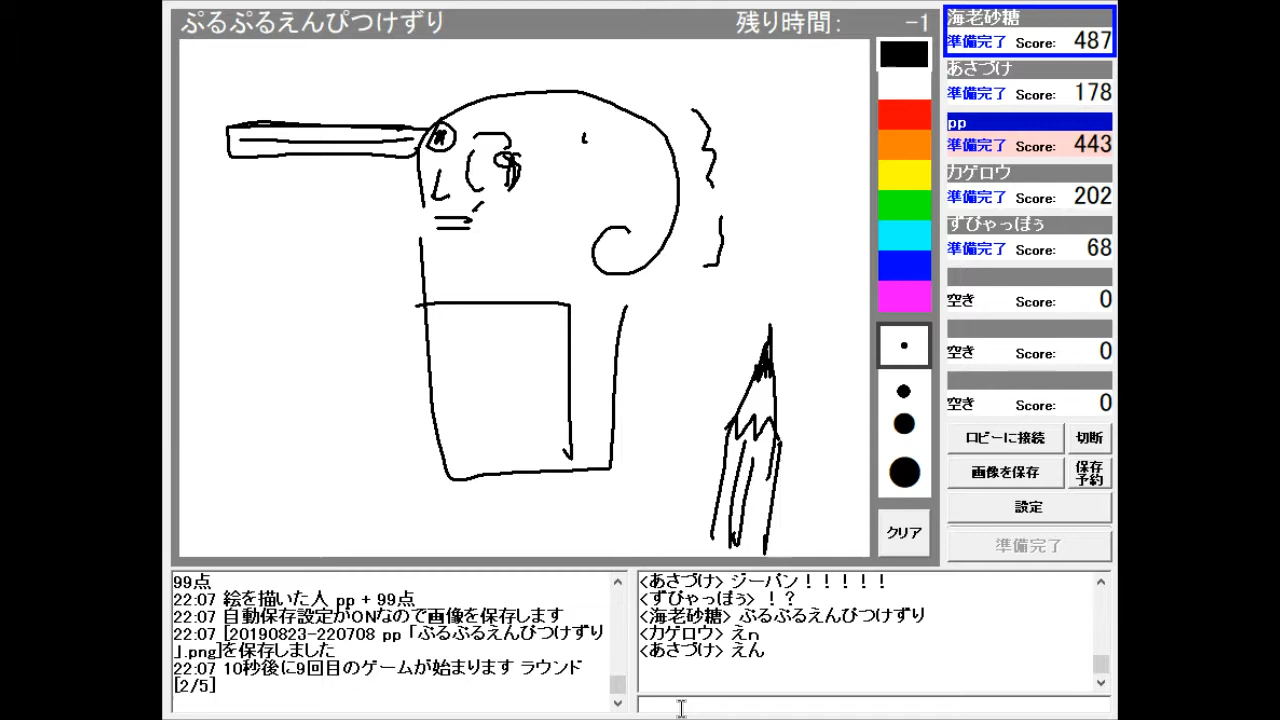 ぷるぷるえんぴつけずり
残り時間: -1
海老砂糖
準備完了 Score: 487
あさづけ
準備完了 Score: 178
pp
準備完了 Score: 443
カゲロウ
準備完了 Score: 202
ずびゃっぽぅ
準備完了 Score: 68
空き Score: 0
空き Score: 0
空き Score: 0
ロビーに接続 切断
画像を保存 保存予約
設定
準備完了
クリア
99点
22:07 絵を描いた人 pp + 99点
22:07 自動保存設定がONなので画像を保存します
22:07 [20190823-220708 pp「ぷるぷるえんぴつけずり
」.png]を保存しました
22:07 10秒後に9回目のゲームが始まります ラウンド
[2/5]
<あさづけ> ジーパン！！！！！
<ずびゃっぽぅ> ！？
<海老砂糖> ぷるぷるえんぴつけずり
<カゲロウ> えn
<あさづけ> えん